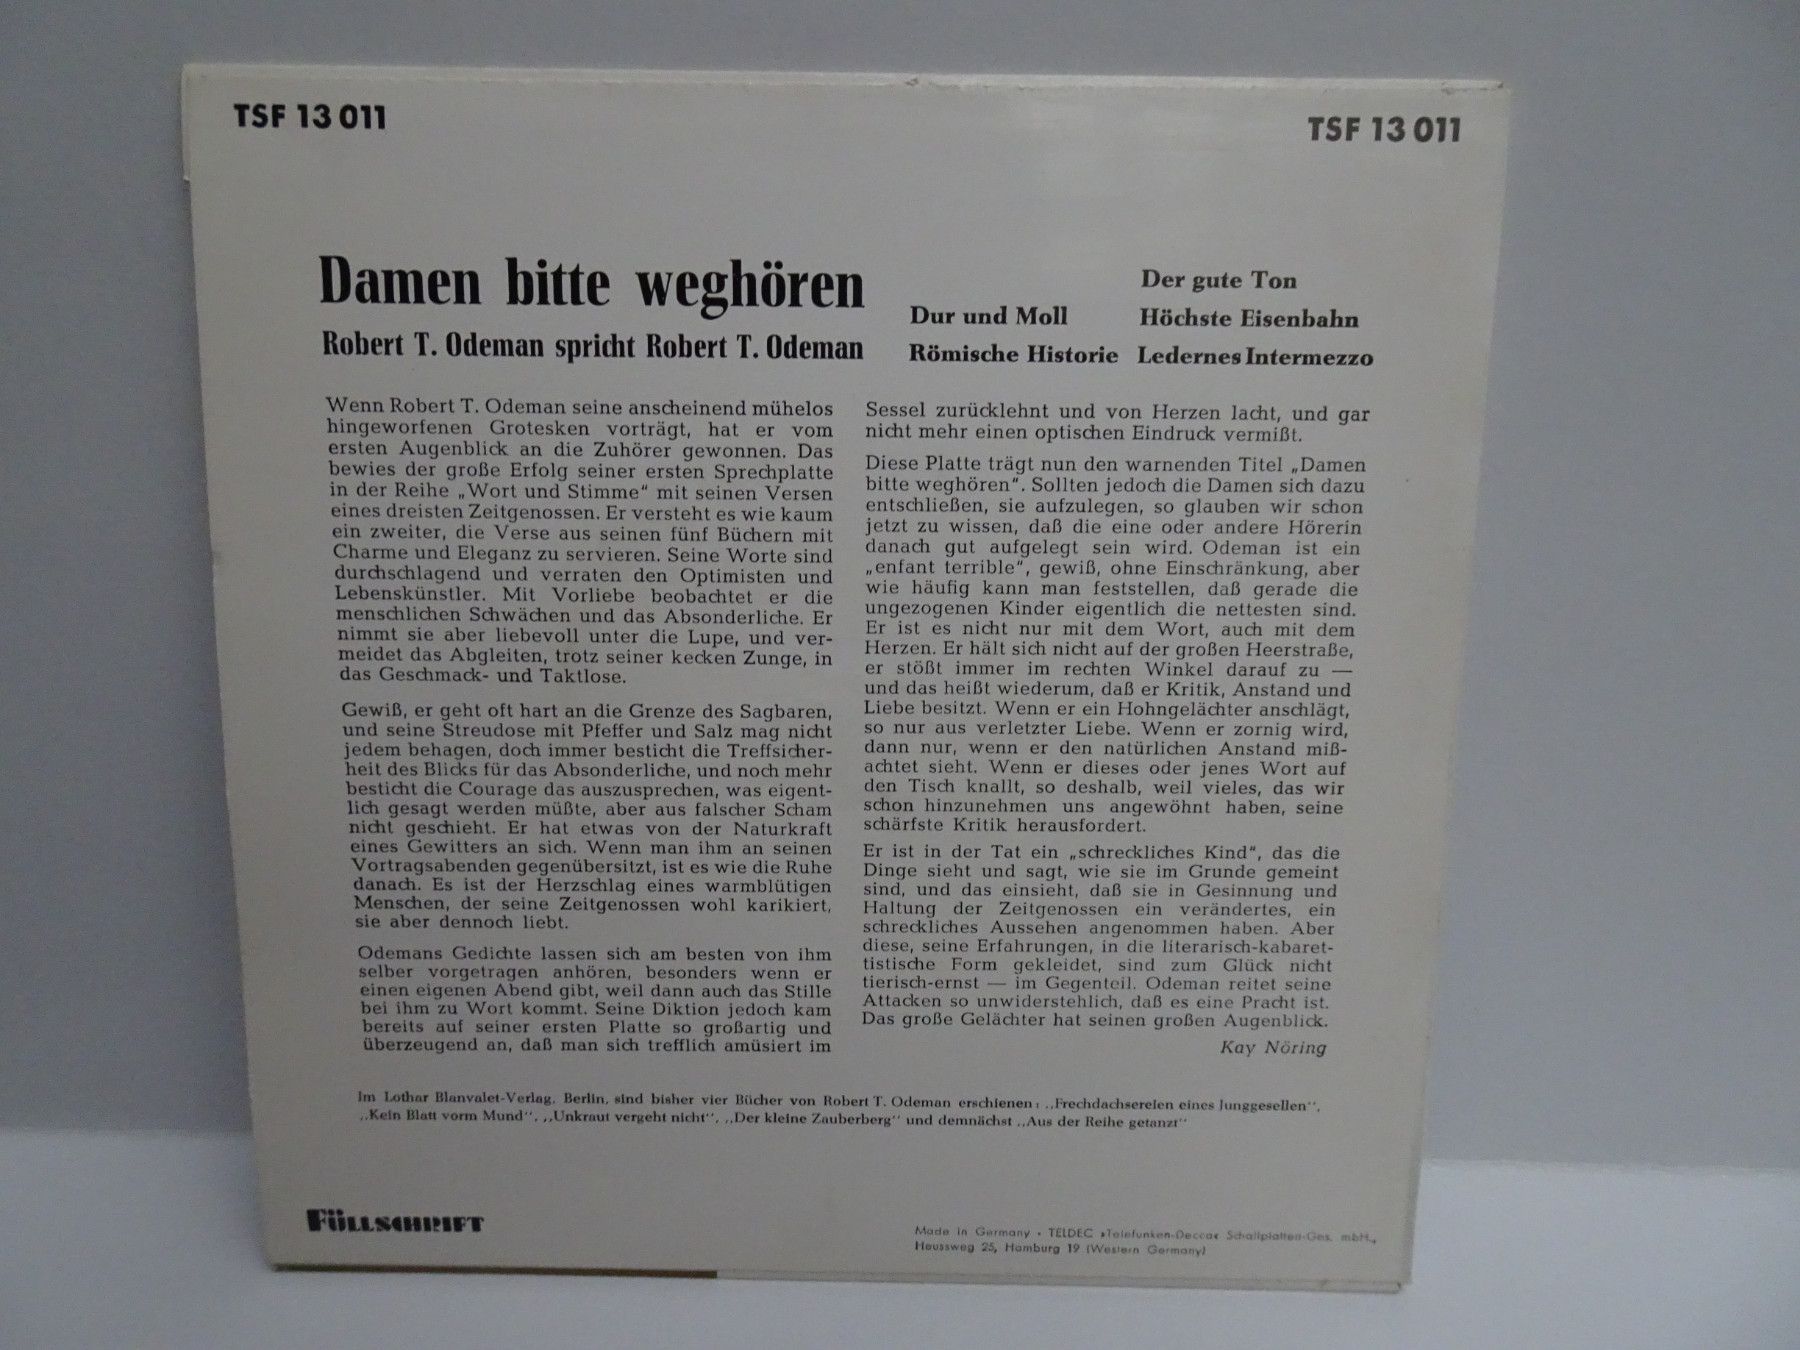 TSF 13 011
TSF 13 011
Damen bitte weghören
Robert T. Odeman spricht Robert T. Odeman
Dur und Moll
Römische Historie
Der gute Ton
Höchste Eisenbahn
Ledernes Intermezzo
Wenn Robert T. Odeman seine anscheinend mühelos
hingeworfenen Grotesken vorträgt, hat er vom
ersten Augenblick an die Zuhörer gewonnen. Das
bewies der große Erfolg seiner ersten Sprechplatte
in der Reihe „Wort und Stimme“ mit seinen Versen
eines dreisten Zeitgenossen. Er versteht es wie kaum
ein zweiter, die Verse aus seinen fünf Büchern mit
Charme und Eleganz zu servieren. Seine Worte sind
durchschlagend und verraten den Optimisten und
Lebenskünstler. Mit Vorliebe beobachtet er die
menschlichen Schwächen und das Absonderliche. Er
nimmt sie aber liebevoll unter die Lupe, und ver-
meidet das Abgleiten, trotz seiner kecken Zunge, in
das Geschmack- und Taktlose.
Gewiß, er geht oft hart an die Grenze des Sagbaren,
und seine Streudose mit Pfeffer und Salz mag nicht
jedem behagen, doch immer besticht die Treffsicher-
heit des Blicks für das Absonderliche, und noch mehr
besticht die Courage das auszusprechen, was eigent-
lich gesagt werden müßte, aber aus falscher Scham
nicht geschieht. Er hat etwas von der Naturkraft
eines Gewitters an sich. Wenn man ihm an seinen
Vortragsabenden gegenübersitzt, ist es wie die Ruhe
danach. Es ist der Herzschlag eines warmblütigen
Menschen, der seine Zeitgenossen wohl karikiert,
sie aber dennoch liebt.
Odemans Gedichte lassen sich am besten von ihm
selber vorgetragen anhören, besonders wenn er
einen eigenen Abend gibt, weil dann auch das Stille
bei ihm zu Wort kommt. Seine Diktion jedoch kam
bereits auf seiner ersten Platte so großartig und
überzeugend an, daß man sich trefflich amüsiert im
Sessel zurücklehnt und von Herzen lacht, und gar
nicht mehr einen optischen Eindruck vermißt.
Diese Platte trägt nun den warnenden Titel „Damen
bitte weghören“. Sollten jedoch die Damen sich dazu
entschließen, sie aufzulegen, so glauben wir schon
jetzt zu wissen, daß die eine oder andere Hörerin
danach gut aufgelegt sein wird. Odeman ist ein
„enfant terrible“, gewiß, ohne Einschränkung, aber
wie häufig kann man feststellen, daß gerade die
ungezogenen Kinder eigentlich die nettesten sind.
Er ist es nicht nur mit dem Wort, auch mit dem
Herzen. Er hält sich nicht auf der großen Heerstraße,
er stößt immer im rechten Winkel darauf zu —
und das heißt wiederum, daß er Kritik, Anstand und
Liebe besitzt. Wenn er ein Hohngelächter anschlägt,
so nur aus verletzter Liebe. Wenn er zornig wird,
dann nur, wenn er den natürlichen Anstand miß-
achtet sieht. Wenn er dieses oder jenes Wort auf
den Tisch knallt, so deshalb, weil vieles, das wir
schon hinzunehmen uns angewöhnt haben, seine
schärfste Kritik herausfordert.
Er ist in der Tat ein „schreckliches Kind“, das die
Dinge sieht und sagt, wie sie im Grunde gemeint
sind, und das einsieht, daß sie in Gesinnung und
Haltung der Zeitgenossen ein verändertes, ein
schreckliches Aussehen angenommen haben. Aber
diese, seine Erfahrungen, in die literarisch-kabaret-
tistische Form gekleidet, sind zum Glück nicht
tierisch-ernst — im Gegenteil. Odeman reitet seine
Attacken so unwiderstehlich, daß es eine Pracht ist.
Das große Gelächter hat seinen großen Augenblick.
Kay Nöring
Im Lothar Blanvalet-Verlag, Berlin, sind bisher vier Bücher von Robert T. Odeman erschienen: „Frechdachsereien eines Junggesellen“,
„Kein Blatt vorm Mund“, „Unkraut vergeht nicht“, „Der kleine Zauberberg“ und demnächst „Aus der Reihe getanzt“
FÜLLSCHRIFT
Made in Germany • TELDEC »Telefunken-Decca« Schallplatten-Ges. mbH.,
Heussweg 25, Hamburg 19 (Western Germany)